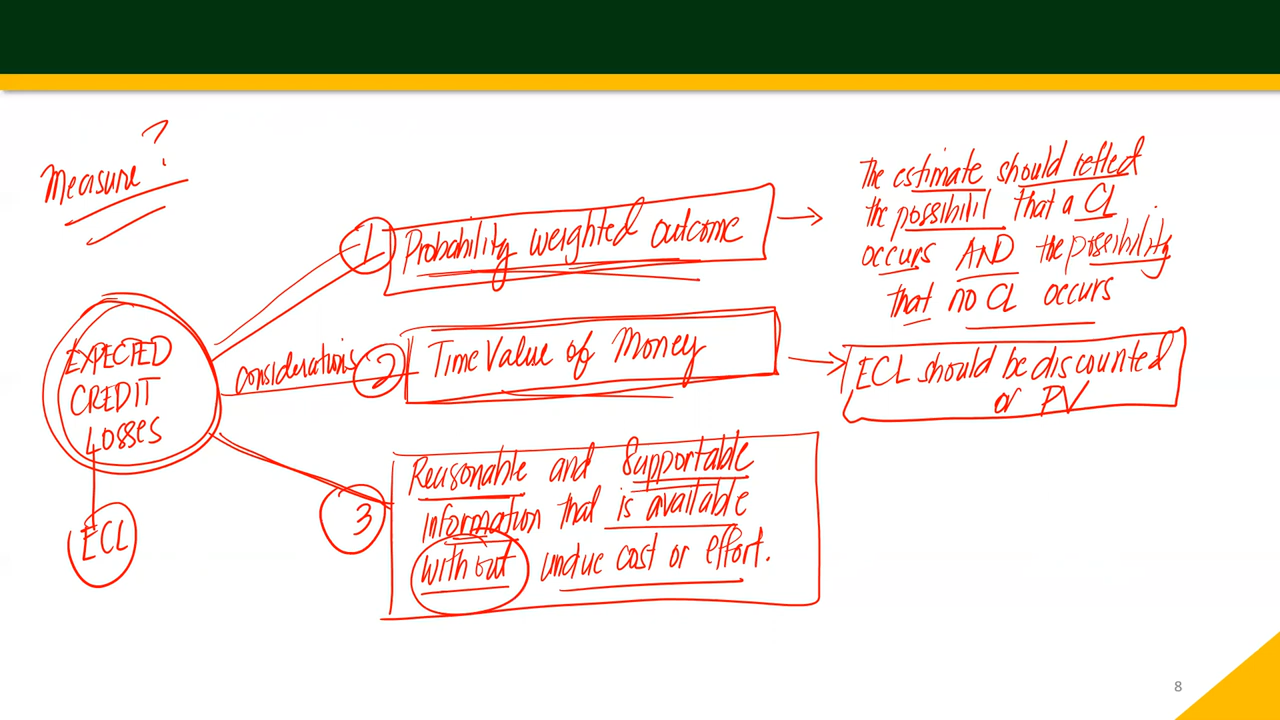 Measure?
EXPECTED
CREDIT
LOSSES
ECL
considerations
1
Probability weighted outcome
The estimate should reflect
the possibilil that a CL
occurs AND the possibility
that no CL occurs
2
Time Value of Money
ECL should be discounted
or PV
3
Reasonable and Supportable
information that is available
without undue cost or effort.
8